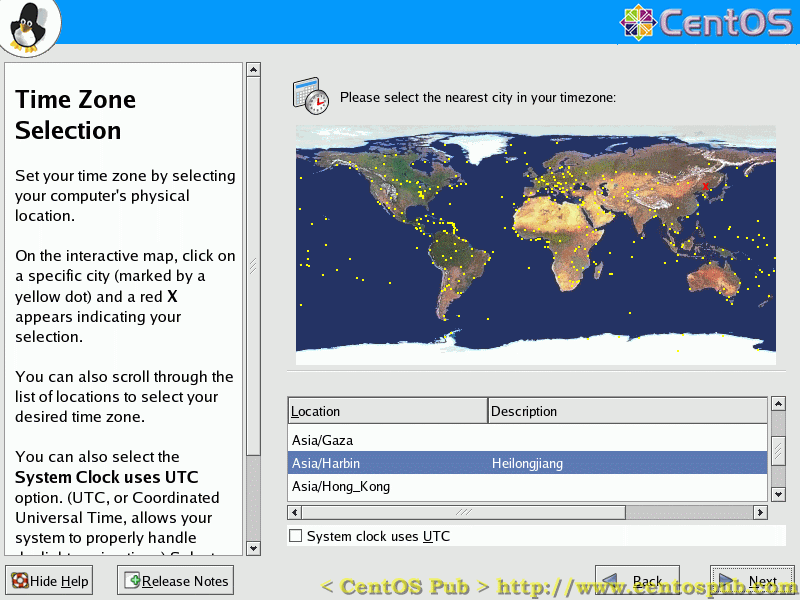 CentOS
Time Zone
Selection
Set your time zone by selecting
your computer's physical
location.
On the interactive map, click on
a specific city (marked by a
yellow dot) and a red X
appears indicating your
selection.
You can also scroll through the
list of locations to select your
desired time zone.
You can also select the
System Clock uses UTC
option. (UTC, or Coordinated
Universal Time, allows your
system to properly handle
Please select the nearest city in your timezone:
Location Description
Asia/Gaza
Asia/Harbin Heilongjiang
Asia/Hong_Kong
System clock uses UTC
Hide Help Release Notes Back Next
< CentOS Pub > http://www.centospub.com